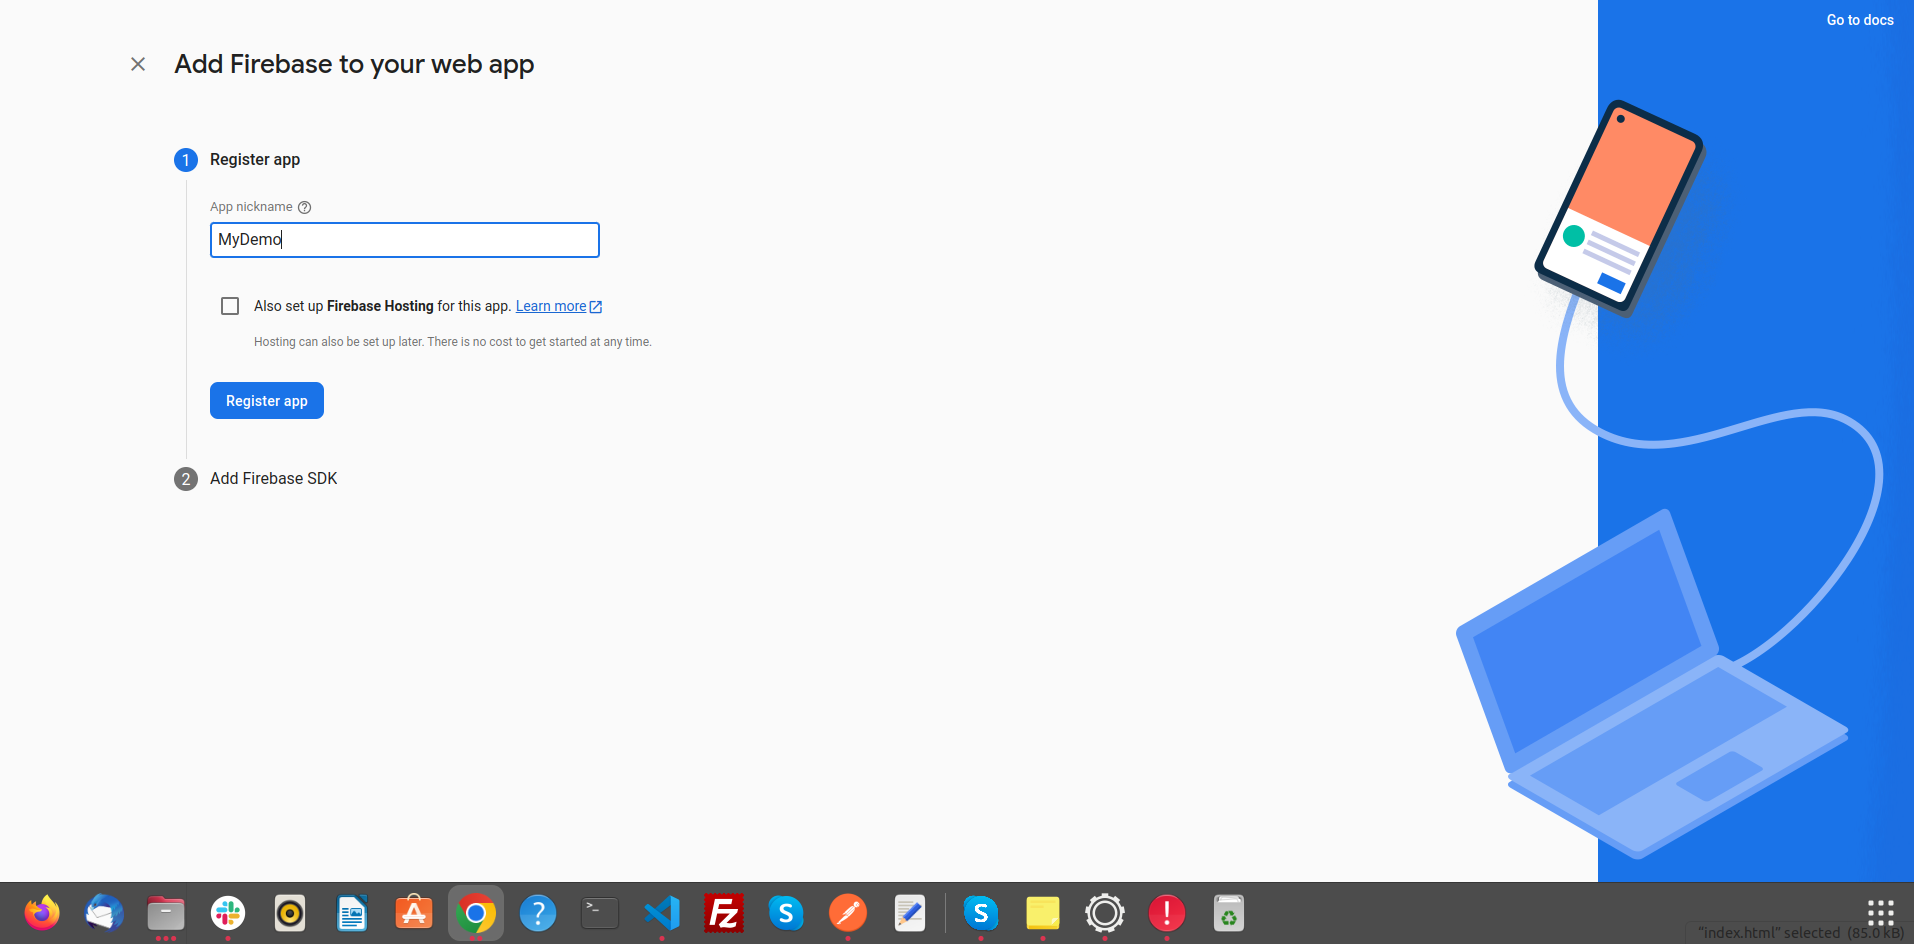 Go to docs
Add Firebase to your web app
1 Register app
App nickname ?
MyDemo
Also set up Firebase Hosting for this app. Learn more
Hosting can also be set up later. There is no cost to get started at any time.
Register app
2 Add Firebase SDK
"index.html" selected (85.0 kB)